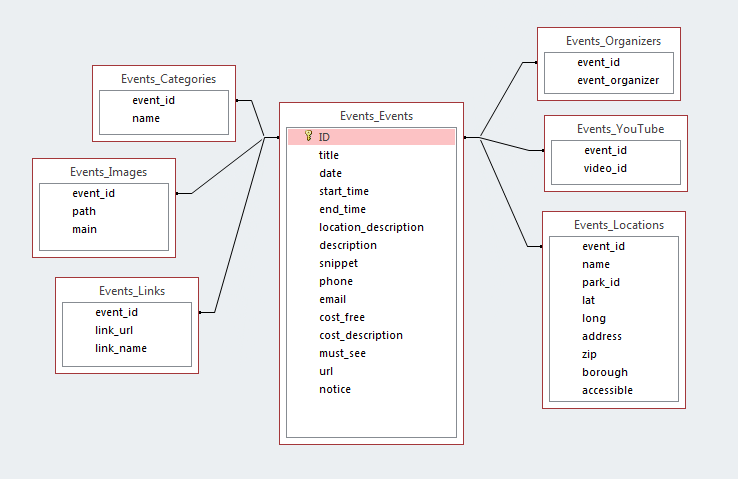 Events_Categories
event_id
name
Events_Images
event_id
path
main
Events_Links
event_id
link_url
link_name
Events_Events
ID
title
date
start_time
end_time
location_description
description
snippet
phone
email
cost_free
cost_description
must_see
url
notice
Events_Organizers
event_id
event_organizer
Events_YouTube
event_id
video_id
Events_Locations
event_id
name
park_id
lat
long
address
zip
borough
accessible